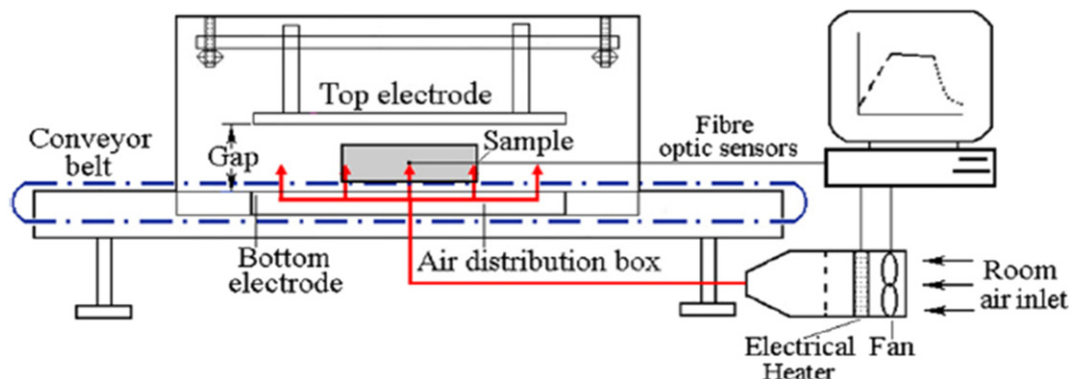 Top electrode
Conveyor
belt
Gap
Sample
Fibre
optic sensors
Bottom
electrode
Air distribution box
Room
air inlet
Electrical
Heater
Fan